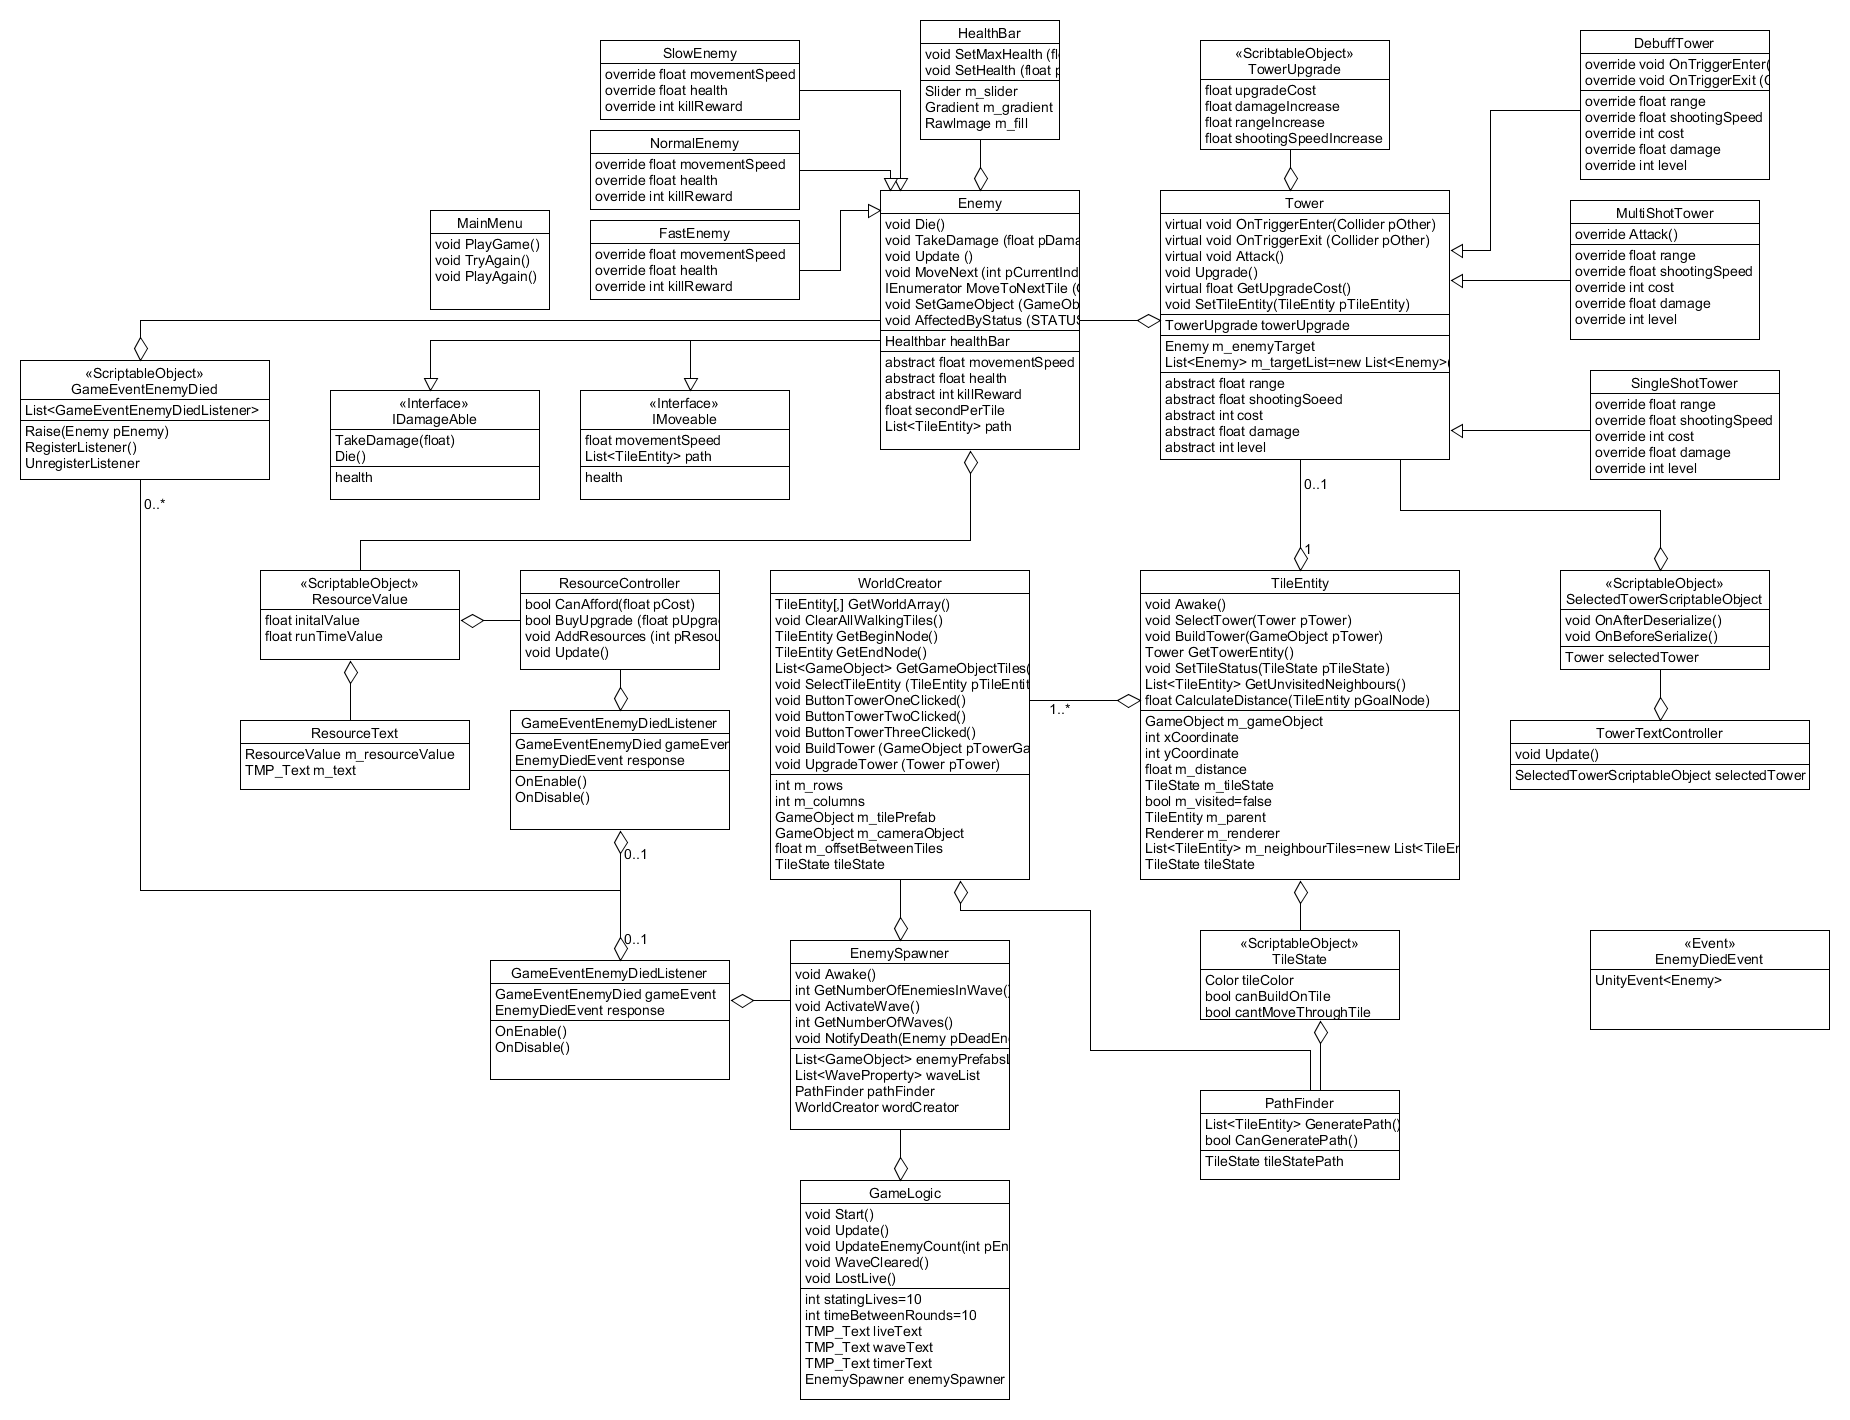 HealthBar
void SetMaxHealth (flo
void SetHealth (float p
Slider m_slider
Gradient m_gradient
RawImage m_fill
SlowEnemy
override float movementSpeed
override float health
override int killReward
NormalEnemy
override float movementSpeed
override float health
override int killReward
FastEnemy
override float movementSpeed
override float health
override int killReward
MainMenu
void PlayGame()
void TryAgain()
void PlayAgain()
«ScribtableObject»
TowerUpgrade
float upgradeCost
float damageIncrease
float rangeIncrease
float shootingSpeedIncrease
DebuffTower
override void OnTriggerEnter(
override void OnTriggerExit (C
override float range
override float shootingSpeed
override int cost
override float damage
override int level
MultiShotTower
override Attack()
override float range
override float shootingSpeed
override int cost
override float damage
override int level
SingleShotTower
override float range
override float shootingSpeed
override int cost
override float damage
override int level
Enemy
void Die()
void TakeDamage (float pDama
void Update ()
void MoveNext (int pCurrentInd
IEnumerator MoveToNextTile (G
void SetGameObject (GameOb
void AffectedByStatus (STATUS
Healthbar healthBar
abstract float movementSpeed
abstract float health
abstract int killReward
float secondPerTile
List<TileEntity> path
Tower
virtual void OnTriggerEnter(Collider pOther)
virtual void OnTriggerExit (Collider pOther)
virtual void Attack()
void Upgrade()
virtual float GetUpgradeCost()
void SetTileEntity(TileEntity pTileEntity)
TowerUpgrade towerUpgrade
Enemy m_enemyTarget
List<Enemy> m_targetList=new List<Enemy>(
abstract float range
abstract float shootingSoeed
abstract int cost
abstract float damage
abstract int level
«ScriptableObject»
GameEventEnemyDied
List<GameEventEnemyDiedListener>
Raise(Enemy pEnemy)
RegisterListener()
UnregisterListener
0..*
«Interface»
IDamageAble
TakeDamage(float)
Die()
health
«Interface»
IMoveable
float movementSpeed
List<TileEntity> path
health
0..1
1
«ScriptableObject»
ResourceValue
float initalValue
float runTimeValue
ResourceController
bool CanAfford(float pCost)
bool BuyUpgrade (float pUpgra
void AddResources (int pResou
void Update()
ResourceText
ResourceValue m_resourceValue
TMP_Text m_text
GameEventEnemyDiedListener
GameEventEnemyDied gameEver
EnemyDiedEvent response
OnEnable()
OnDisable()
0..1
0..1
GameEventEnemyDiedListener
GameEventEnemyDied gameEvent
EnemyDiedEvent response
OnEnable()
OnDisable()
WorldCreator
TileEntity[,] GetWorldArray()
void ClearAllWalkingTiles()
TileEntity GetBeginNode()
TileEntity GetEndNode()
List<GameObject> GetGameObjectTiles(
void SelectTileEntity (TileEntity pTileEntit
void ButtonTowerOneClicked()
void ButtonTowerTwoClicked()
void ButtonTowerThreeClicked()
void BuildTower (GameObject pTowerGa
void UpgradeTower (Tower pTower)
int m_rows
int m_columns
GameObject m_tilePrefab
GameObject m_cameraObject
float m_offsetBetweenTiles
TileState tileState
1..*
TileEntity
void Awake()
void SelectTower(Tower pTower)
void BuildTower(GameObject pTower)
Tower GetTowerEntity()
void SetTileStatus(TileState pTileState)
List<TileEntity> GetUnvisitedNeighbours()
float CalculateDistance(TileEntity pGoalNode)
GameObject m_gameObject
int xCoordinate
int yCoordinate
float m_distance
TileState m_tileState
bool m_visited=false
TileEntity m_parent
Renderer m_renderer
List<TileEntity> m_neighbourTiles=new List<TileEr
TileState tileState
«ScriptableObject»
SelectedTowerScriptableObject
void OnAfterDeserialize()
void OnBeforeSerialize()
Tower selectedTower
TowerTextController
void Update()
SelectedTowerScriptableObject selectedTower
EnemySpawner
void Awake()
int GetNumberOfEnemiesInWave()
void ActivateWave()
int GetNumberOfWaves()
void NotifyDeath(Enemy pDeadEn
List<GameObject> enemyPrefabsL
List<WaveProperty> waveList
PathFinder pathFinder
WorldCreator wordCreator
«ScriptableObject»
TileState
Color tileColor
bool canBuildOnTile
bool cantMoveThroughTile
«Event»
EnemyDiedEvent
UnityEvent<Enemy>
PathFinder
List<TileEntity> GeneratePath()
bool CanGeneratePath()
TileState tileStatePath
GameLogic
void Start()
void Update()
void UpdateEnemyCount(int pEn
void WaveCleared()
void LostLive()
int statingLives=10
int timeBetweenRounds=10
TMP_Text liveText
TMP_Text waveText
TMP_Text timerText
EnemySpawner enemySpawner